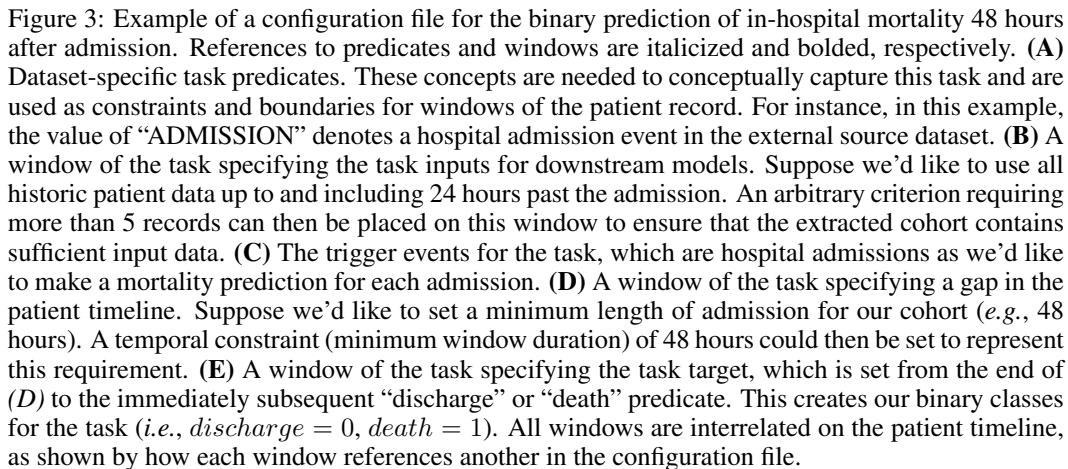 Figure 3: Example of a configuration file for the binary prediction of in-hospital mortality 48 hours
after admission. References to predicates and windows are italicized and bolded, respectively. (A)
Dataset-specific task predicates. These concepts are needed to conceptually capture this task and are
used as constraints and boundaries for windows of the patient record. For instance, in this example,
the value of “ADMISSION” denotes a hospital admission event in the external source dataset. (B) A
window of the task specifying the task inputs for downstream models. Suppose we’d like to use all
historic patient data up to and including 24 hours past the admission. An arbitrary criterion requiring
more than 5 records can then be placed on this window to ensure that the extracted cohort contains
sufficient input data. (C) The trigger events for the task, which are hospital admissions as we’d like
to make a mortality prediction for each admission. (D) A window of the task specifying a gap in the
patient timeline. Suppose we’d like to set a minimum length of admission for our cohort (e.g., 48
hours). A temporal constraint (minimum window duration) of 48 hours could then be set to represent
this requirement. (E) A window of the task specifying the task target, which is set from the end of
(D) to the immediately subsequent “discharge” or “death” predicate. This creates our binary classes
for the task (i.e., discharge = 0, death = 1). All windows are interrelated on the patient timeline,
as shown by how each window references another in the configuration file.